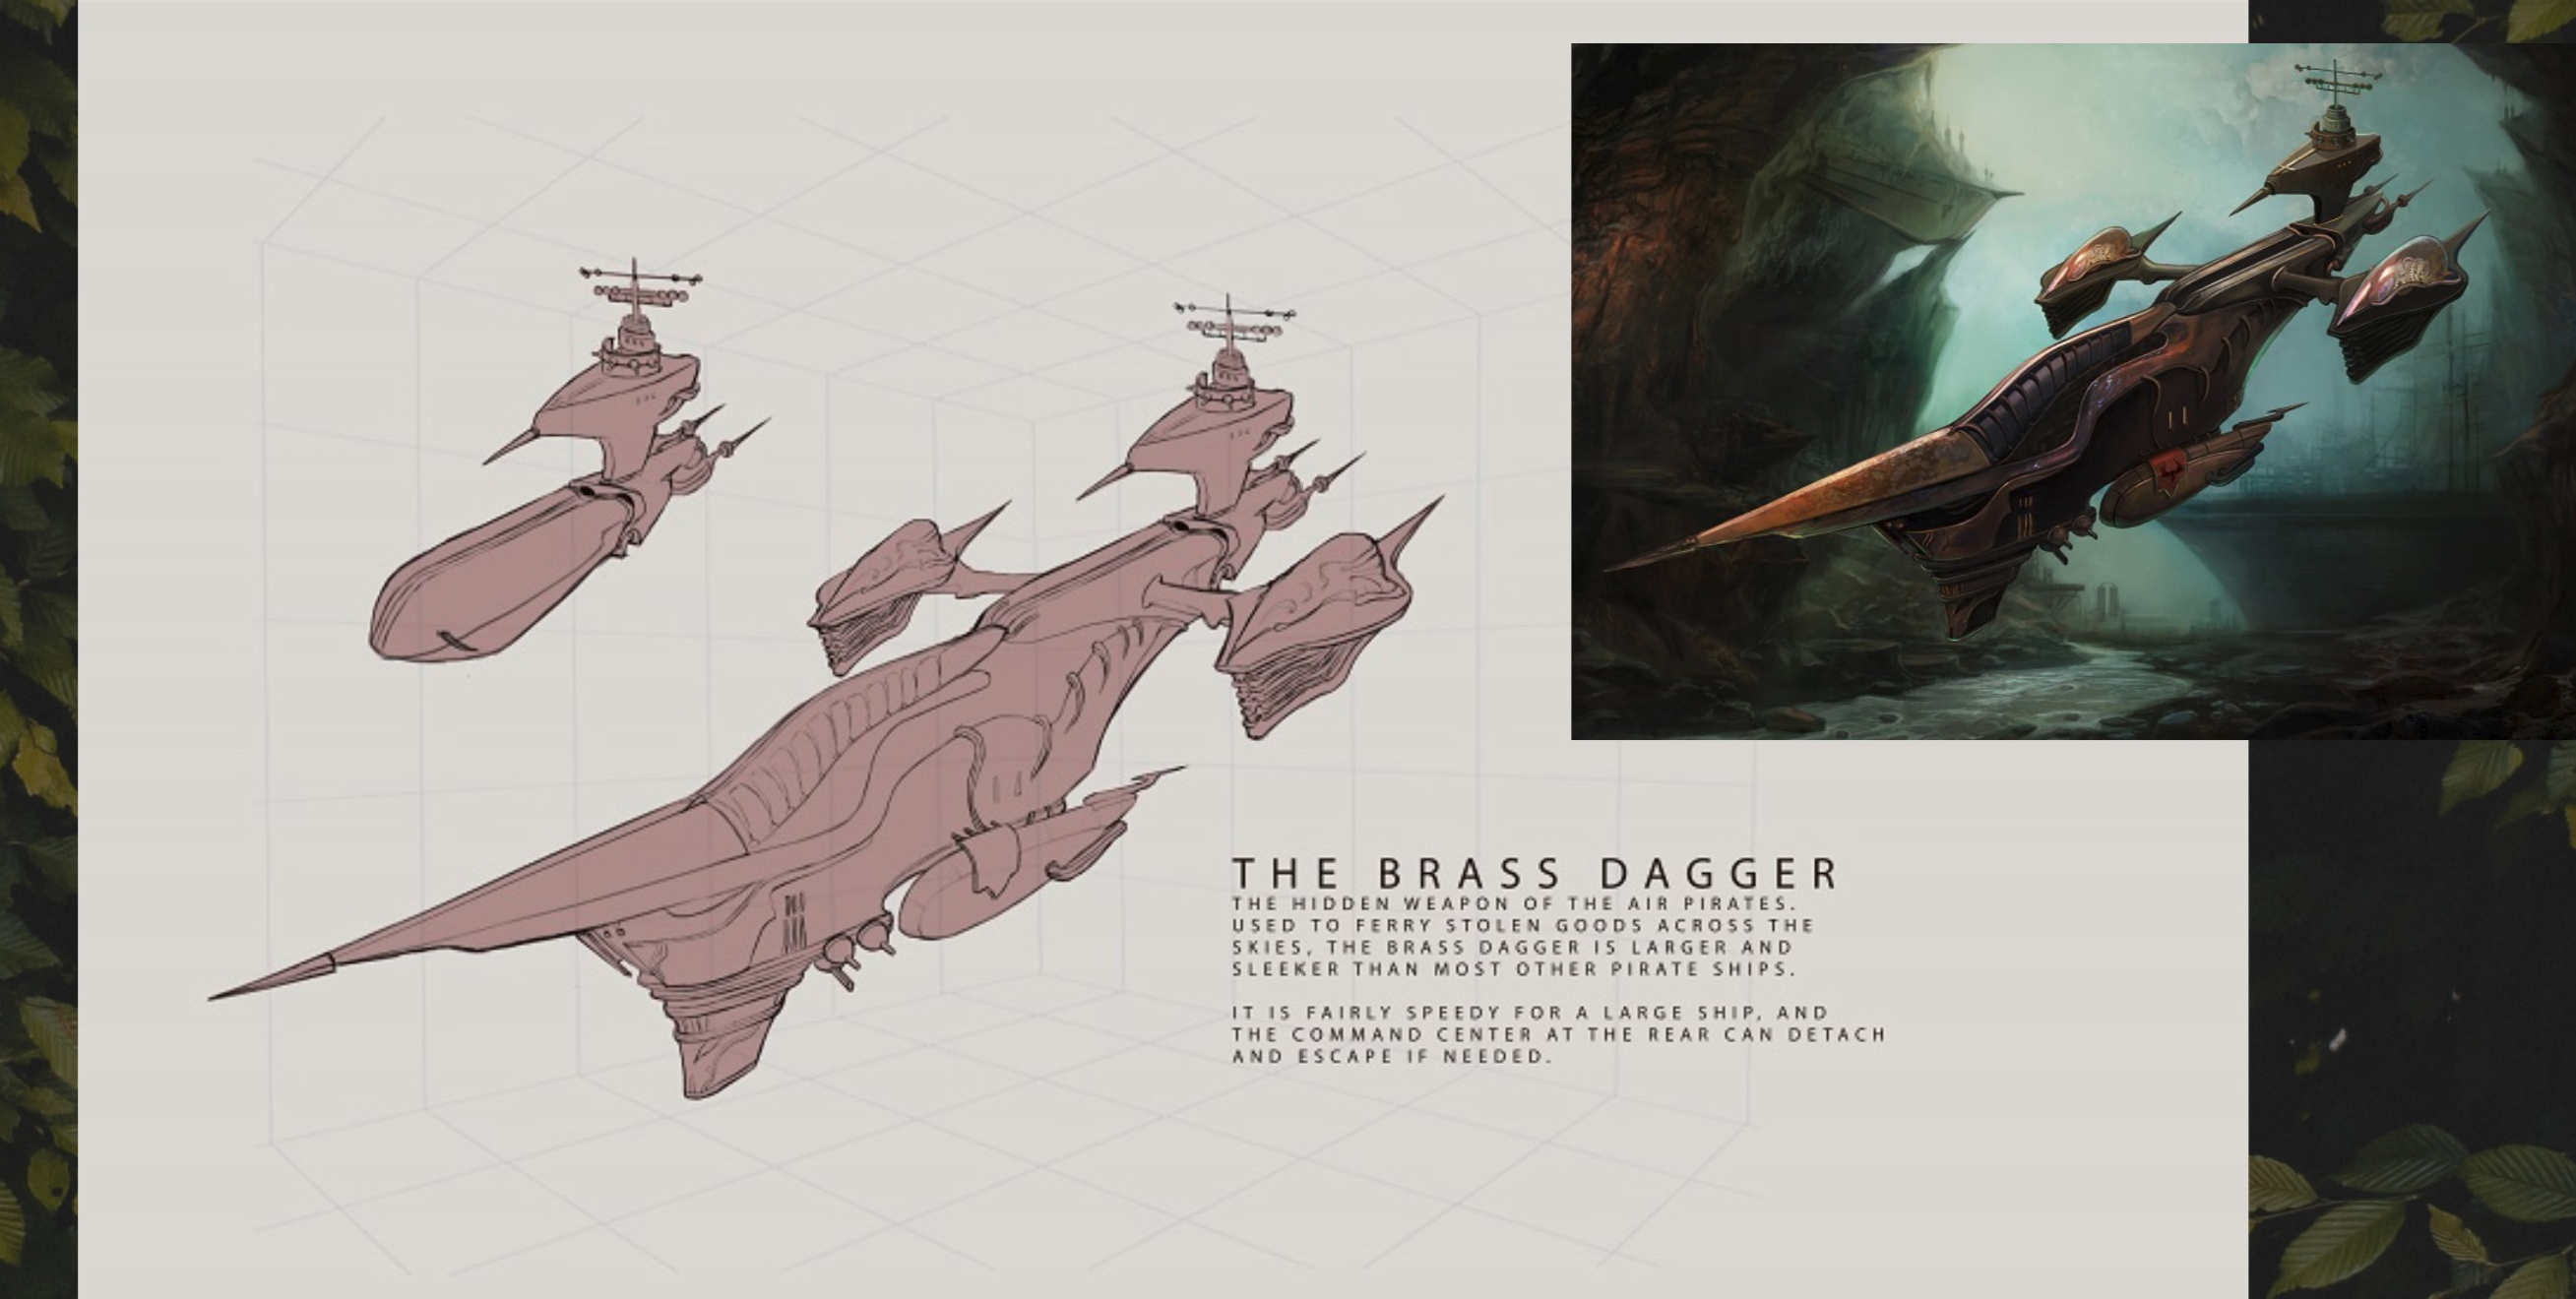 THE BRASS DAGGER
THE HIDDEN WEAPON OF THE AIR PIRATES.
USED TO FERRY STOLEN GOODS ACROSS THE
SKIES, THE BRASS DAGGER IS LARGER AND
SLEEKER THAN MOST OTHER PIRATE SHIPS.
IT IS FAIRLY SPEEDY FOR A LARGE SHIP, AND
THE COMMAND CENTER AT THE REAR CAN DETACH
AND ESCAPE IF NEEDED.